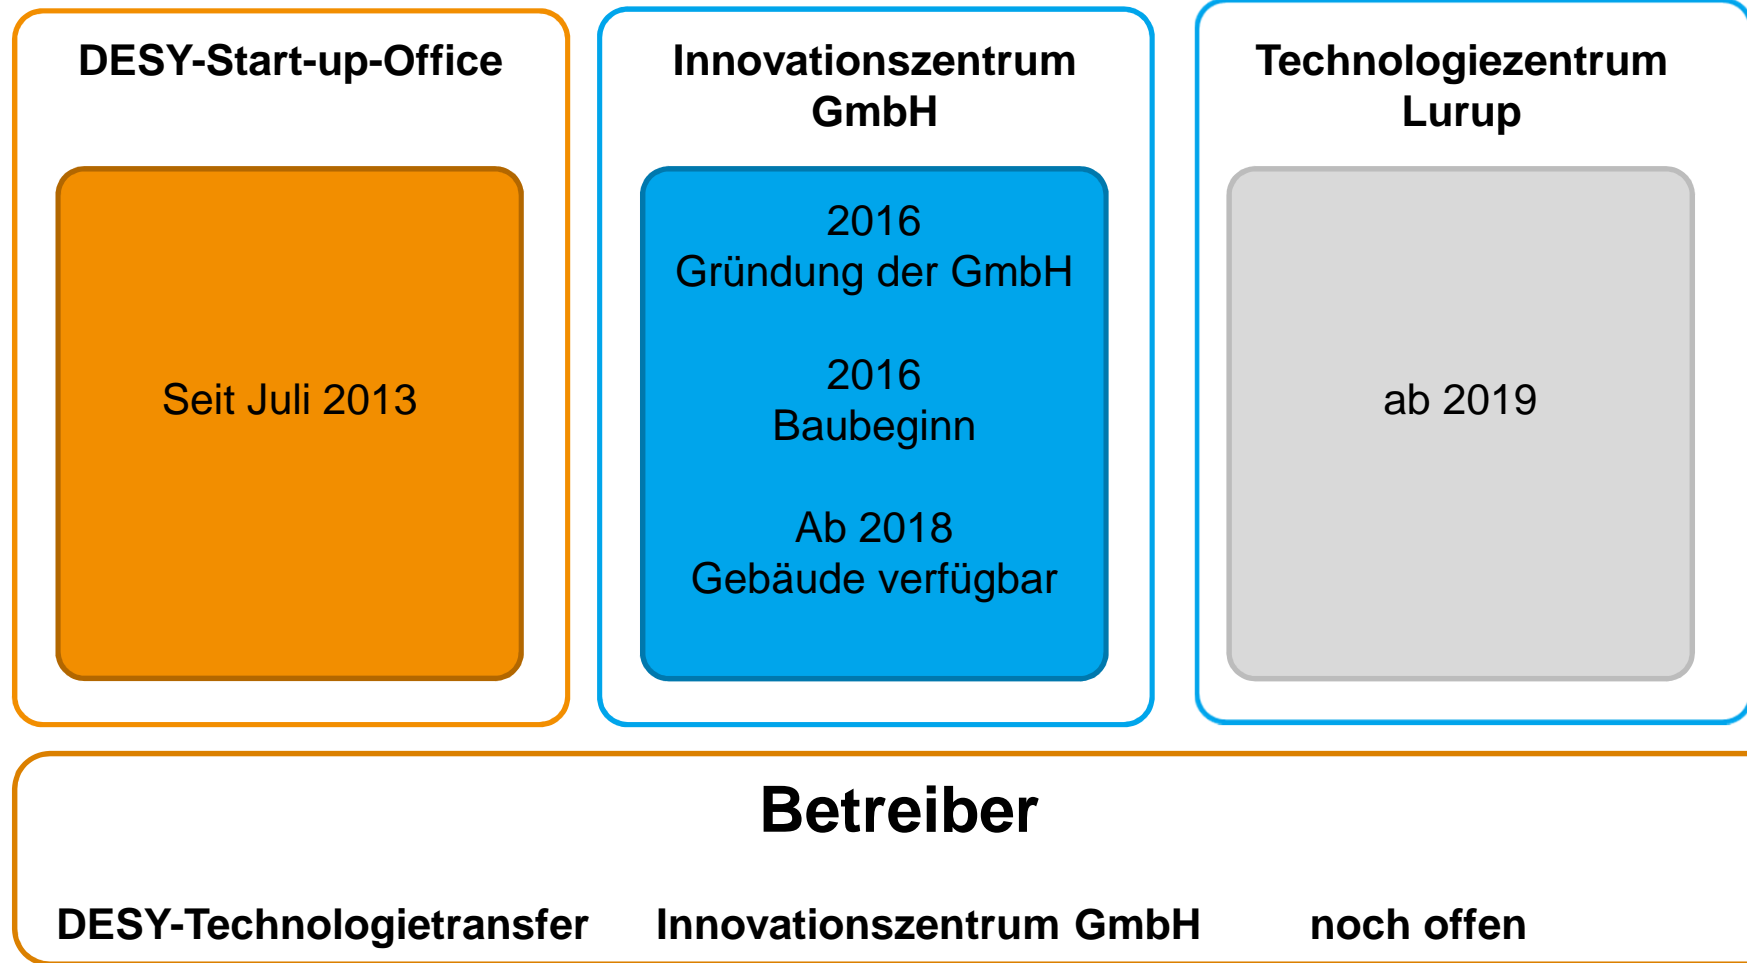 DESY-Start-up-Office
Seit Juli 2013
Innovationszentrum
GmbH
2016
Gründung der GmbH
2016
Baubeginn
Ab 2018
Gebäude verfügbar
Technologiezentrum
Lurup
ab 2019
Betreiber
DESY-Technologietransfer Innovationszentrum GmbH noch offen